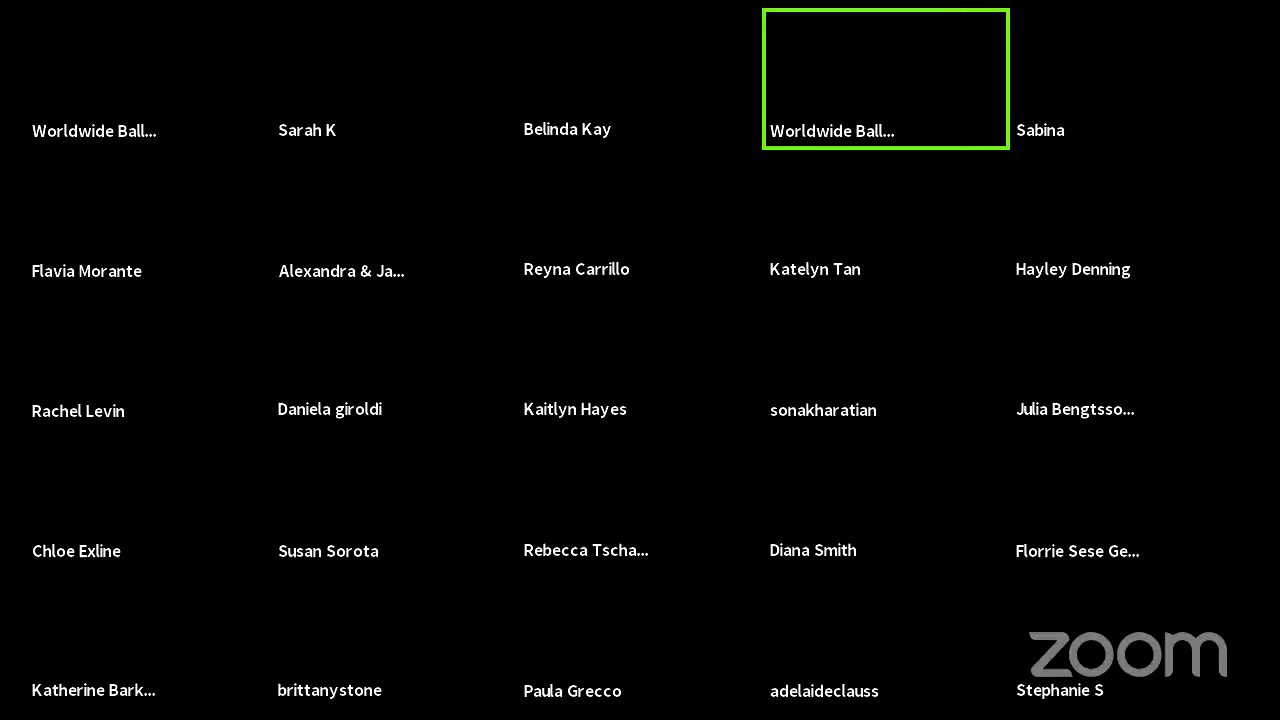 Worldwide Ball...
Sarah K
Belinda Kay
Worldwide Ball...
Sabina
Flavia Morante
Alexandra & Ja...
Reyna Carrillo
Katelyn Tan
Hayley Denning
Rachel Levin
Daniela giroldi
Kaitlyn Hayes
sonakharatian
Julia Bengtsso...
Chloe Exline
Susan Sorota
Rebecca Tscha...
Diana Smith
Florrie Sese Ge...
zoom
Katherine Bark...
brittanystone
Paula Grecco
adelaideclauss
Stephanie S